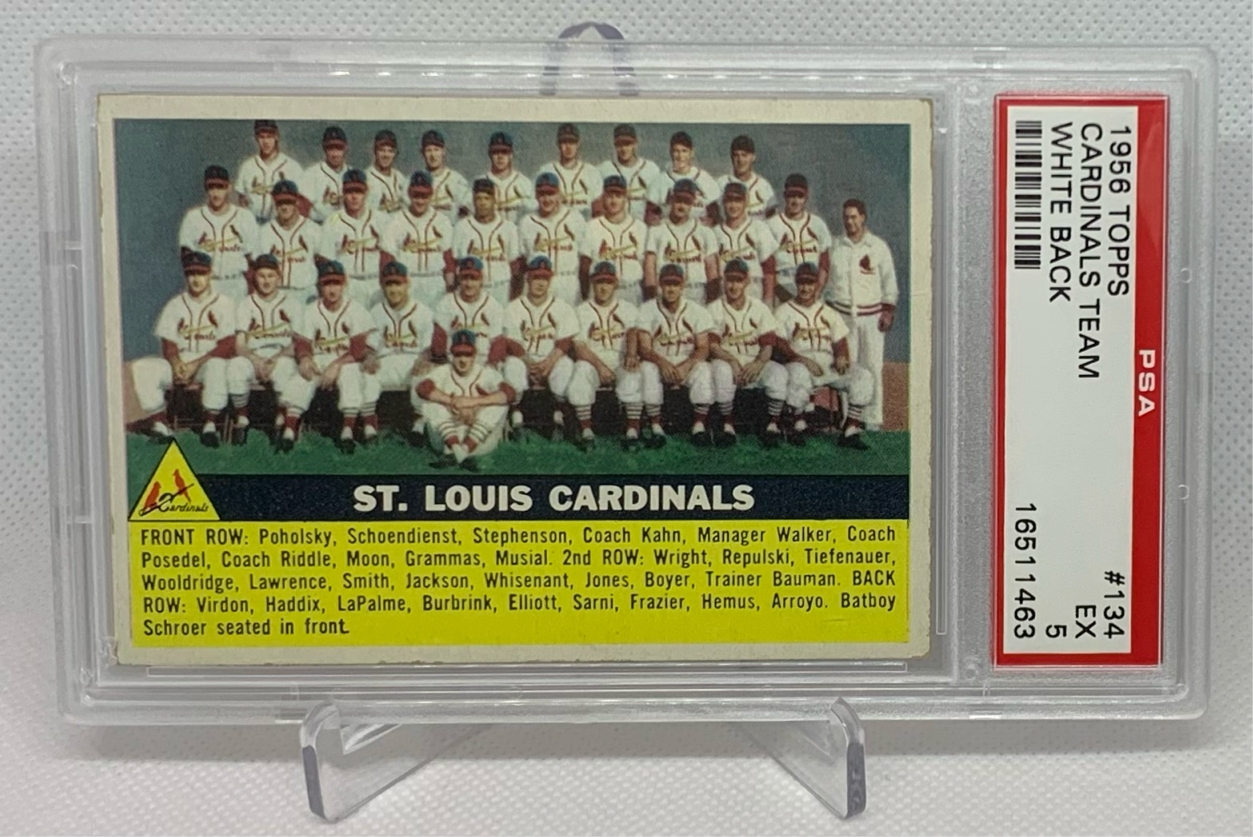 ST. LOUIS CARDINALS
Cardinals
FRONT ROW: Poholsky, Schoendienst, Stephenson, Coach Kahn, Manager Walker, Coach
Posedel, Coach Riddle, Moon, Grammas, Musial. 2nd ROW: Wright, Repulski, Tiefenauer,
Wooldridge, Lawrence, Smith, Jackson, Whisenant, Jones, Boyer, Trainer Bauman. BACK
ROW: Virdon, Haddix, LaPalme, Burbrink, Elliott, Sarni, Frazier, Hemus, Arroyo. Batboy
Schroer seated in front.
PSA
1956 TOPPS #134
CARDINALS TEAM EX
WHITE BACK 5
16511463